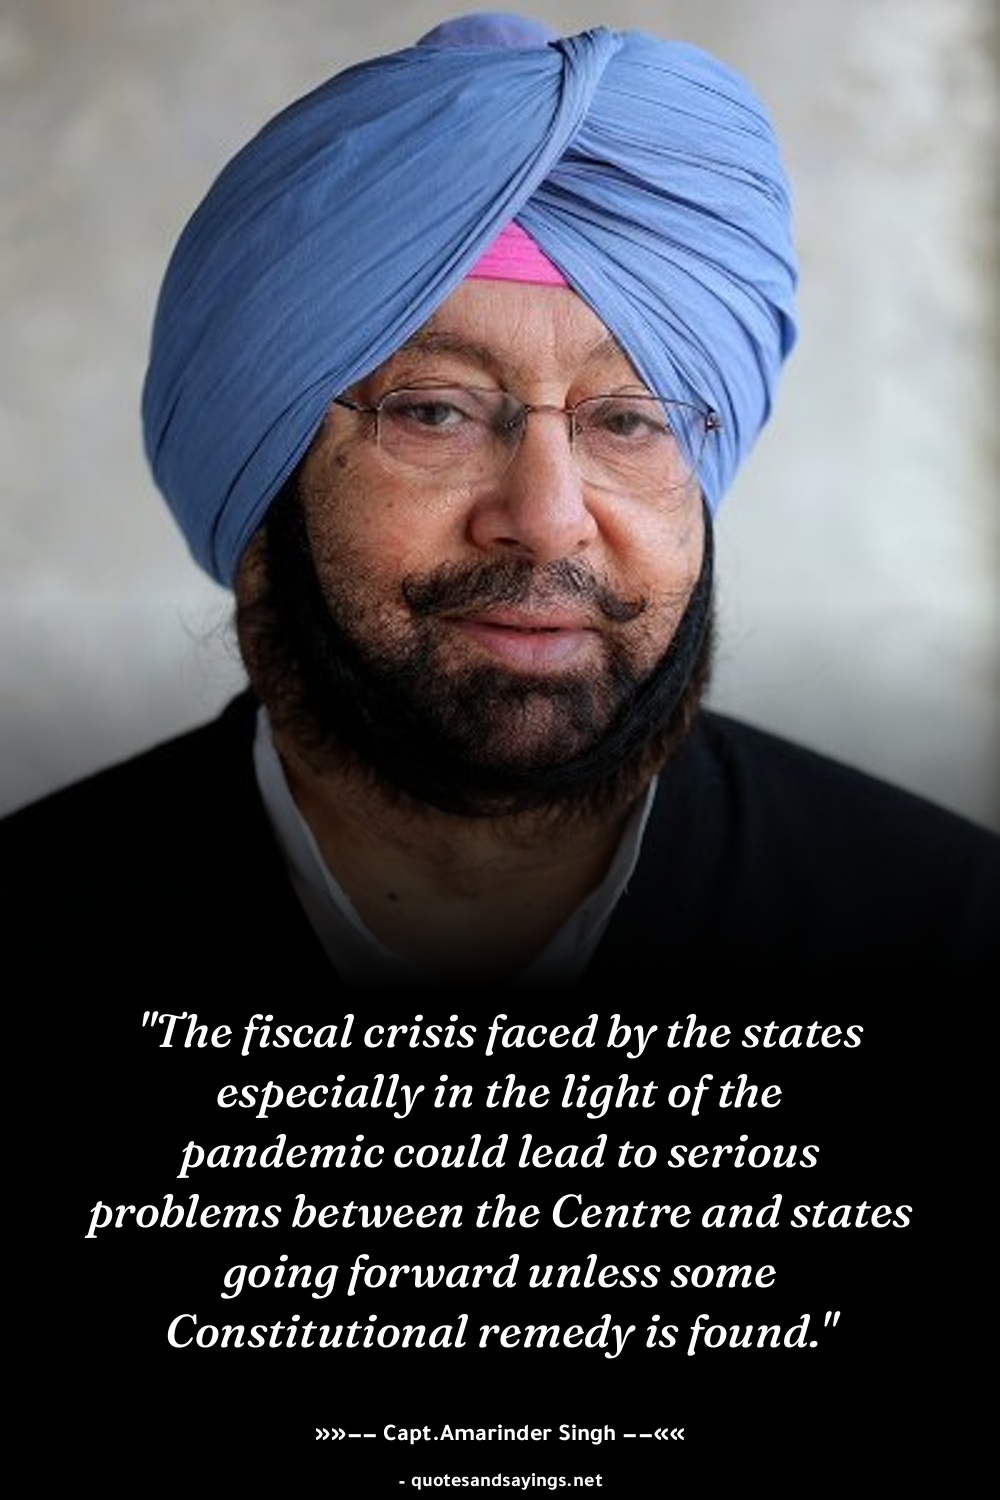 "The fiscal crisis faced by the states
especially in the light of the
pandemic could lead to serious
problems between the Centre and states
going forward unless some
Constitutional remedy is found."
»»−− Capt.Amarinder Singh −−««
- quotesandsayings.net